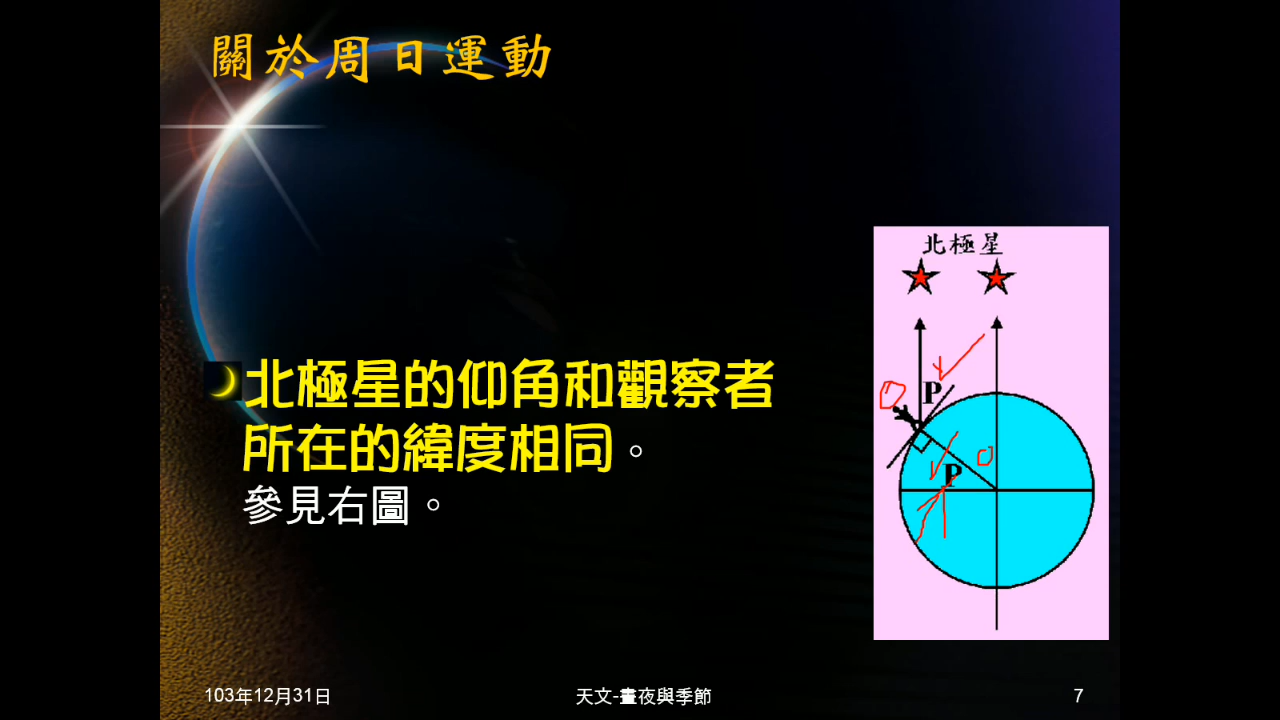 關於周日運動
北極星
北極星的仰角和觀察者
所在的緯度相同。
參見右圖。
P
P
103年12月31日
天文-晝夜與季節
7